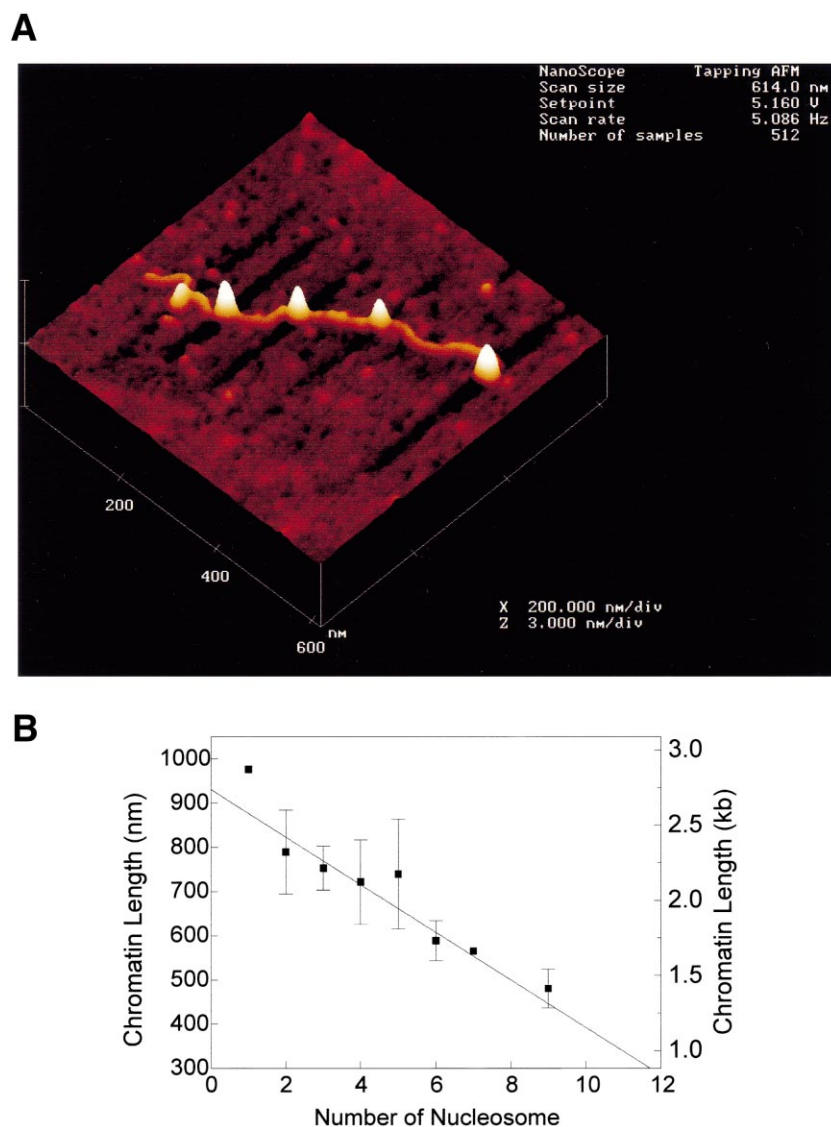 A
NanoScope Tapping AFM
Scan size 614.0 nm
Setpoint 5.160 V
Scan rate 5.086 Hz
Number of samples 512
200
400
600
nm
X 200.000 nm/div
Z 3.000 nm/div
B
Chromatin Length (nm)
1000
900
800
700
600
500
400
300
0 2 4 6 8 10 12
Number of Nucleosome
3.0
2.5
2.0
1.5
1.0
Chromatin Length (kb)